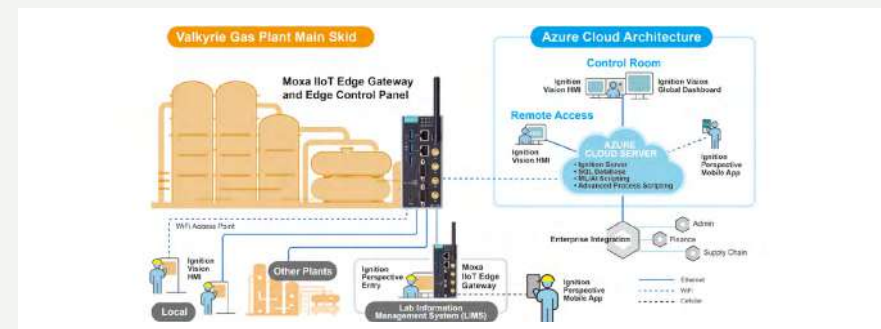 Valkyrie Gas Plant Main Skid
Moxa IIoT Edge Gateway
and Edge Control Panel
WiFi Access Point
Ignition
Vision
HMI
Local
Other Plants
Ignition
Perspective
Entry
Moxa
IIoT Edge
Gateway
Lab Information
Management System (LIMS)
Azure Cloud Architecture
Control Room
Ignition
Vision HMI
Ignition Vision
Global Dashboard
Remote Access
Ignition
Vision HMI
AZURE
CLOUD SERVER
• Ignition Server
• SQL Database
• ML/AI Scripting
• Advanced Process Scripting
Ignition
Perspective
Mobile App
Enterprise Integration
Admin
Finance
Supply Chain
Ignition
Perspective
Mobile App
Ethernet
WiFi
Cellular